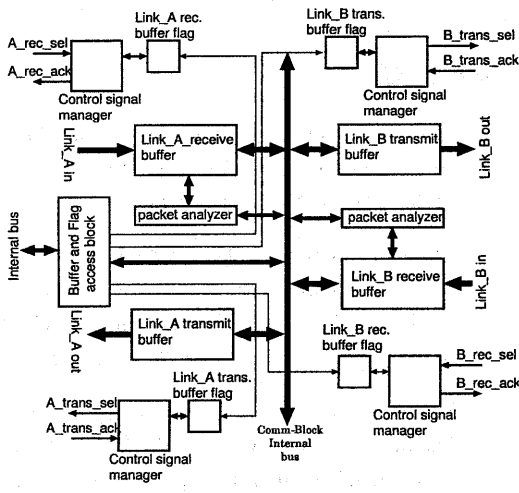 Link_A rec.
buffer flag
A_rec_sel
A_rec_ack
Control signal
manager
Link_B trans.
buffer flag
B_trans_sel
B_trans_ack
Control signal
manager
Link_A in
Link_A_receive
buffer
packet analyzer
Link_B transmit
buffer
Link_B out
packet analyzer
Internal bus
Buffer and Flag
access block
Link_B receive
buffer
Link_B in
Link_A out
Link_A transmit
buffer
Link_B rec.
buffer flag
B_rec_sel
B_rec_ack
Control signal
manager
Link_A trans.
buffer flag
A_trans_sel
A_trans_ack
Control signal
manager
Comm-Block
Internal
bus